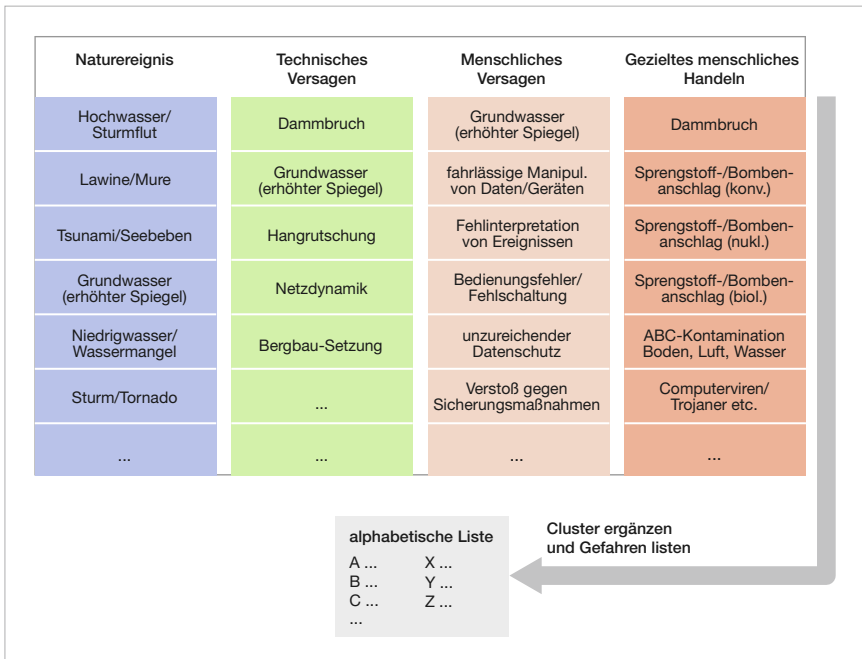 Naturereignis
Technisches
Versagen
Menschliches
Versagen
Gezieltes menschliches
Handeln
Hochwasser/
Sturmflut
Dammbruch
Grundwasser
(erhöhter Spiegel)
Dammbruch
Lawine/Mure
Grundwasser
(erhöhter Spiegel)
fahrlässige Manipul.
von Daten/Geräten
Sprengstoff-/Bomben-
anschlag (konv.)
Tsunami/Seebeben
Hangrutschung
Fehlinterpretation
von Ereignissen
Sprengstoff-/Bomben-
anschlag (nukl.)
Grundwasser
(erhöhter Spiegel)
Netzdynamik
Bedienungsfehler/
Fehlschaltung
Sprengstoff-/Bomben-
anschlag (biol.)
Niedrigwasser/
Wassermangel
Bergbau-Setzung
unzureichender
Datenschutz
ABC-Kontamination
Boden, Luft, Wasser
Sturm/Tornado
...
Verstoß gegen
Sicherungsmaßnahmen
Computerviren/
Trojaner etc.
...
...
...
...
alphabetische Liste
A ... X ...
B ... Y ...
C ... Z ...
...
Cluster ergänzen
und Gefahren listen